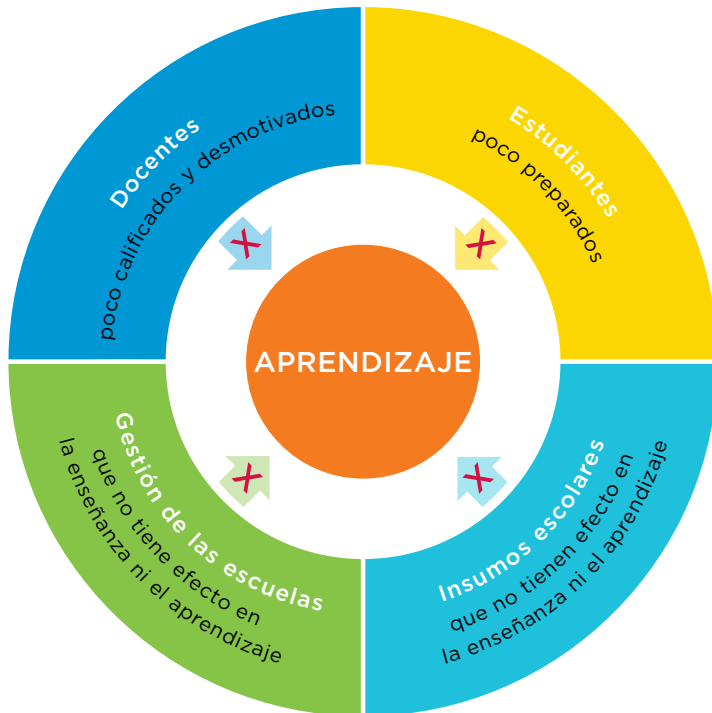 Docentes
poco calificados y desmotivados
Estudiantes
poco preparados
APRENDIZAJE
Gestión de las escuelas
que no tiene efecto en
la enseñanza ni el aprendizaje
Insumos escolares
que no tienen efecto en
la enseñanza ni el aprendizaje